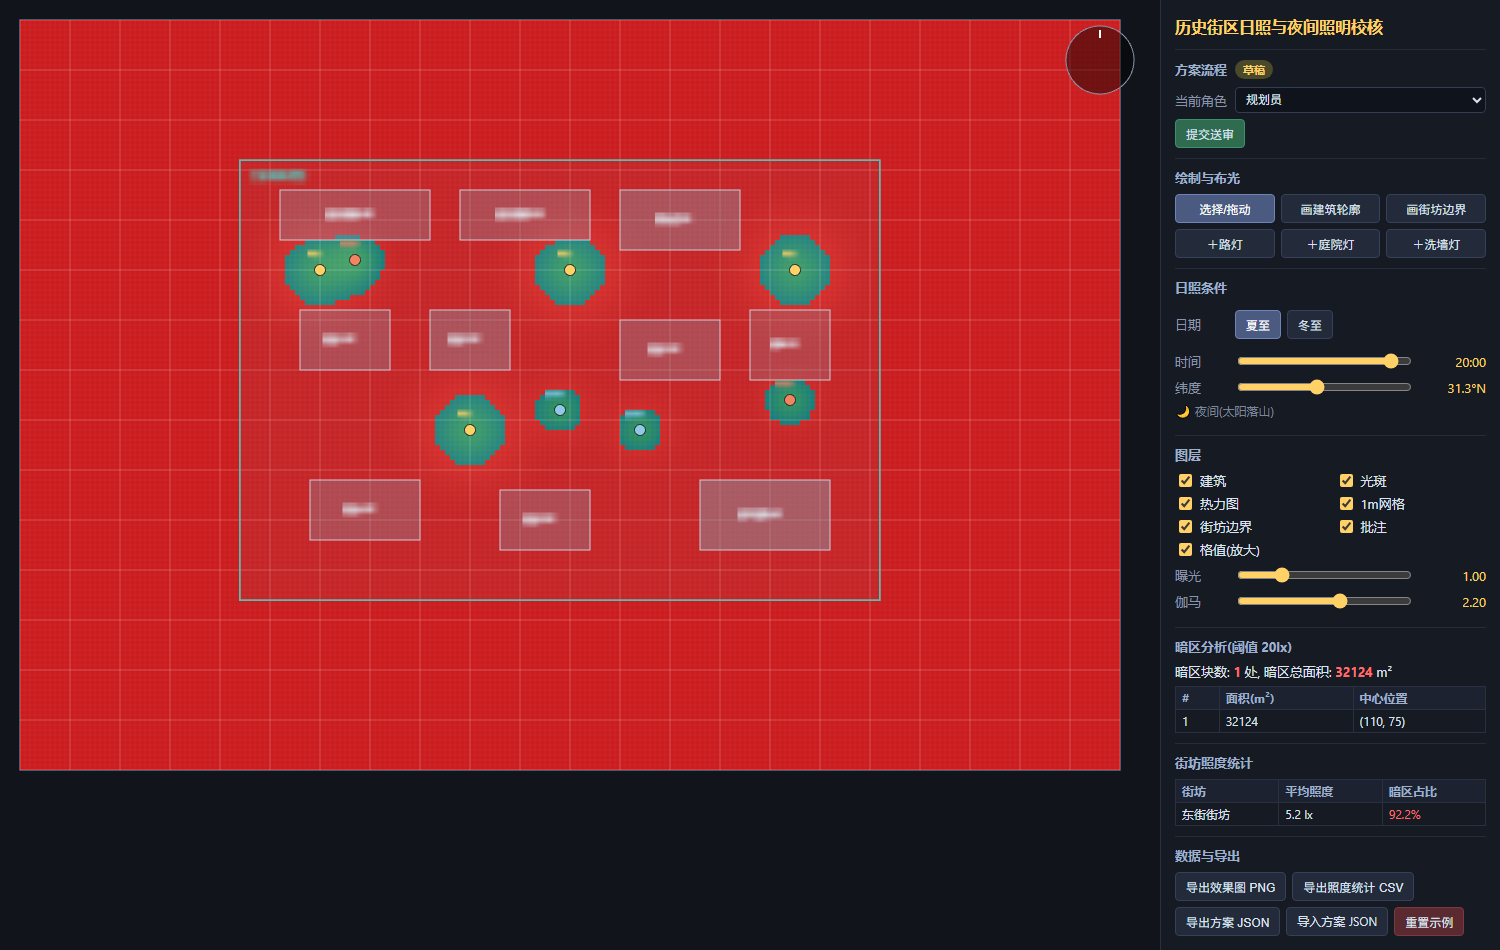 历史街区日照与夜间照明校核
方案流程 草稿
当前角色 规划员
提交送审
绘制与布光
选择/拖动 画建筑轮廓 画街坊边界
＋路灯 ＋庭院灯 ＋洗墙灯
日照条件
日期 夏至 冬至
时间 20:00
纬度 31.3°N
🌙 夜间(太阳落山)
图层
建筑 光斑
热力图 1m网格
街坊边界 批注
格值(放大)
曝光 1.00
伽马 2.20
暗区分析(阈值 20lx)
暗区块数: 1 处, 暗区总面积: 32124 m²
# 面积(m²) 中心位置
1 32124 (110, 75)
街坊照度统计
街坊 平均照度 暗区占比
东街街坊 5.2 lx 92.2%
数据与导出
导出效果图 PNG 导出照度统计 CSV
导出方案 JSON 导入方案 JSON 重置示例